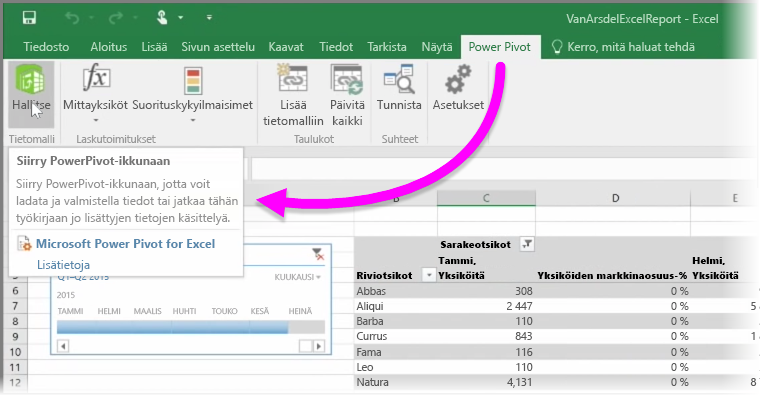 VanArsdelExcelReport - Excel
Tiedosto Aloitus Lisää Sivun asettelu Kaavat Tiedot Tarkista Näytä Power Pivot Kerro, mitä haluat tehdä
Hallitse Mittayksiköt Suorituskykyilmaisimet Lisää tietomalliin Päivitä kaikki Tunnista Asetukset
Tietomalli Laskutoimitukset Taulukot Suhteet
Siirry PowerPivot-ikkunaan
Siirry PowerPivot-ikkunaan, jotta voit
ladata ja valmistella tiedot tai jatkaa tähän
työkirjaan jo lisättyjen tietojen käsittelyä.
Microsoft Power Pivot for Excel
Lisätietoja
B C D E
Q1–Q2 2015 KUUKAUSI
2015
TAMMI HELMI MAALIS HUHTI TOUKO KESÄ HEINÄ
Sarakeotsikot
Tammi, Helmi,
Riviotsikot Yksiköitä Yksiköiden markkinaosuus-% Yksiköitä
6 Abbas 308 0 %
7 Aliqui 2 447 0 % 5
8 Barba 110 0 %
9 Currus 843 0 % 1
10 Fama 116 0 %
11 Leo 110 0 %
12 Natura 4,131 0 % 8